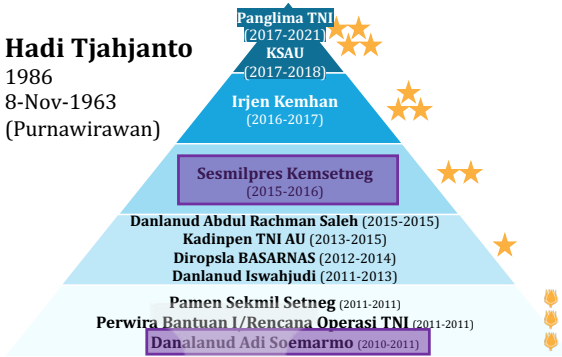 Hadi Tjahjanto
1986
8-Nov-1963
(Purnawirawan)
Panglima TNI
(2017-2021)
KSAU
(2017-2018)
Irjen Kemhan
(2016-2017)
Sesmilpres Kemsetneg
(2015-2016)
Danlanud Abdul Rachman Saleh (2015-2015)
Kadinpen TNI AU (2013-2015)
Diropsla BASARNAS (2012-2014)
Danlanud Iswahjudi (2011-2013)
Pamen Sekmil Setneg (2011-2011)
Perwira Bantuan I/Rencana Operasi TNI (2011-2011)
Danalanud Adi Soemarmo (2010-2011)